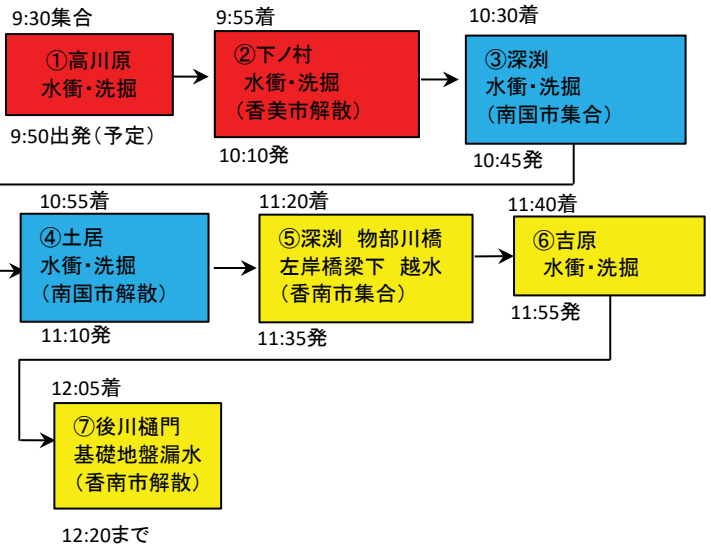 9:30集合
①高川原
水衝・洗掘
9:50出発(予定)
9:55着
②下ノ村
水衝・洗掘
(香美市解散)
10:10発
10:30着
③深渕
水衝・洗掘
(南国市集合)
10:45発
10:55着
④土居
水衝・洗掘
(南国市解散)
11:10発
11:20着
⑤深渕 物部川橋
左岸橋梁下 越水
(香南市集合)
11:35発
11:40着
⑥吉原
水衝・洗掘
11:55発
12:05着
⑦後川樋門
基礎地盤漏水
(香南市解散)
12:20まで